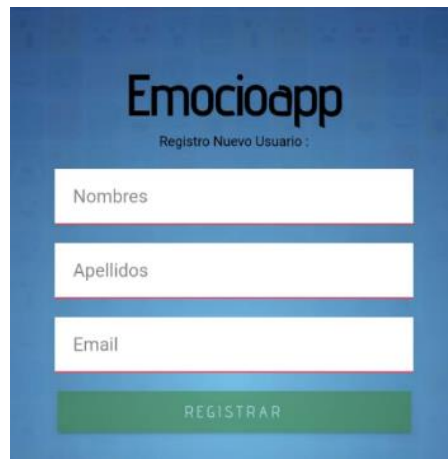 Emocioapp
Registro Nuevo Usuario :
Nombres
Apellidos
Email
REGISTRAR